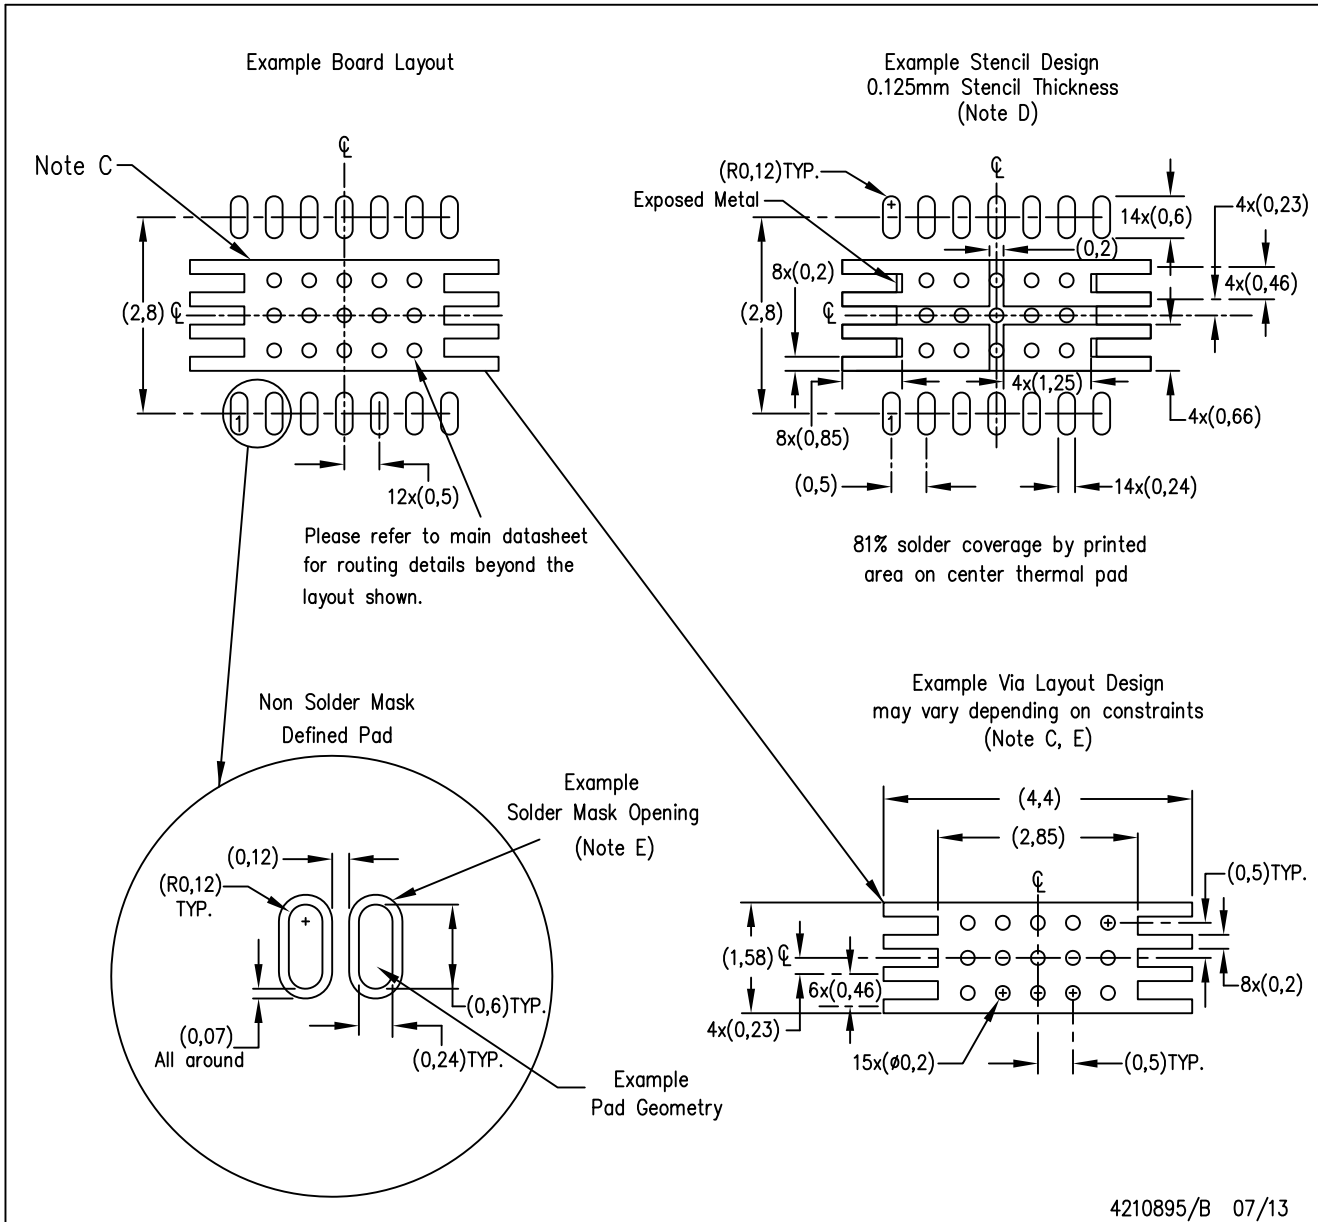 Example Board Layout
Note C
℄
(2,8)
℄
1
12x(0,5)
Please refer to main datasheet
for routing details beyond the
layout shown.
Example Stencil Design
0.125mm Stencil Thickness
(Note D)
℄
(R0,12)TYP.
Exposed Metal
14x(0,6)
4x(0,23)
(0,2)
8x(0,2)
4x(0,46)
(2,8)
℄
4x(1,25)
4x(0,66)
1
8x(0,85)
(0,5)
14x(0,24)
81% solder coverage by printed
area on center thermal pad
Non Solder Mask
Defined Pad
Example
Solder Mask Opening
(Note E)
(0,12)
(R0,12)
TYP.
(0,6)TYP.
(0,07)
All around
(0,24)TYP.
Example
Pad Geometry
Example Via Layout Design
may vary depending on constraints
(Note C, E)
(4,4)
(2,85)
℄
(0,5)TYP.
(1,58)
℄
6x(0,46)
8x(0,2)
4x(0,23)
15x(ø0,2)
(0,5)TYP.
4210895/B 07/13